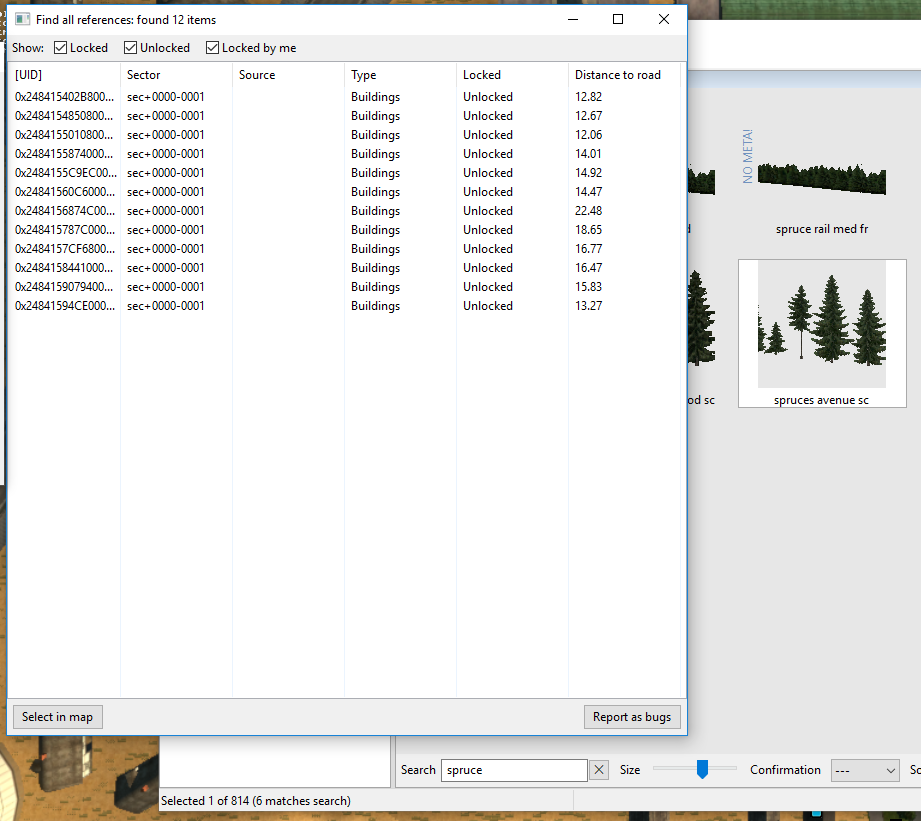 Find all references: found 12 items
Show: Locked Unlocked Locked by me
[UID] Sector Source Type Locked Distance to road
0x248415402B800... sec+0000-0001 Buildings Unlocked 12.82
0x2484154850800... sec+0000-0001 Buildings Unlocked 12.67
0x2484155010800... sec+0000-0001 Buildings Unlocked 12.06
0x2484155874000... sec+0000-0001 Buildings Unlocked 14.01
0x2484155C9EC00... sec+0000-0001 Buildings Unlocked 14.92
0x24841560C6000... sec+0000-0001 Buildings Unlocked 14.47
0x2484156874C00... sec+0000-0001 Buildings Unlocked 22.48
0x248415787C000... sec+0000-0001 Buildings Unlocked 18.65
0x2484157CF6800... sec+0000-0001 Buildings Unlocked 16.77
0x2484158441000... sec+0000-0001 Buildings Unlocked 16.47
0x2484159079400... sec+0000-0001 Buildings Unlocked 15.83
0x24841594CE000... sec+0000-0001 Buildings Unlocked 13.27
Select in map Report as bugs
NO META!
d spruce rail med fr
od sc spruces avenue sc
Search spruce Size Confirmation --- Sc
Selected 1 of 814 (6 matches search)